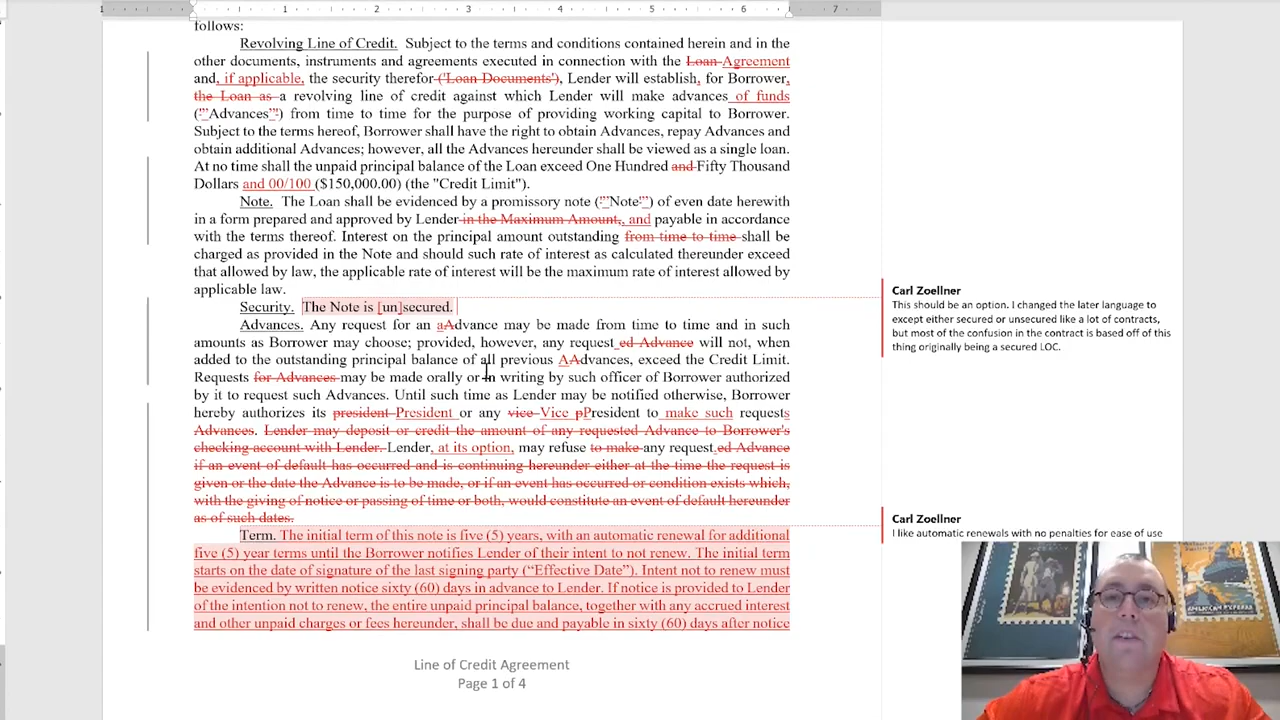 1 1 2 3 4 5 6 7
follows:
Revolving Line of Credit. Subject to the terms and conditions contained herein and in the
other documents, instruments and agreements executed in connection with the Loan Agreement
and, if applicable, the security therefor ('Loan Documents'), Lender will establish, for Borrower,
the Loan as a revolving line of credit against which Lender will make advances of funds
('"Advances"') from time to time for the purpose of providing working capital to Borrower.
Subject to the terms hereof, Borrower shall have the right to obtain Advances, repay Advances and
obtain additional Advances; however, all the Advances hereunder shall be viewed as a single loan.
At no time shall the unpaid principal balance of the Loan exceed One Hundred and Fifty Thousand
Dollars and 00/100 ($150,000.00) (the "Credit Limit").
Note. The Loan shall be evidenced by a promissory note ('"Note'") of even date herewith
in a form prepared and approved by Lender in the Maximum Amount,, and payable in accordance
with the terms thereof. Interest on the principal amount outstanding from time to time shall be
charged as provided in the Note and should such rate of interest as calculated thereunder exceed
that allowed by law, the applicable rate of interest will be the maximum rate of interest allowed by
applicable law.
Security. The Note is [un]secured.
Advances. Any request for an aAdvance may be made from time to time and in such
amounts as Borrower may choose; provided, however, any request ed Advance will not, when
added to the outstanding principal balance of all previous AAdvances, exceed the Credit Limit.
Requests for Advances may be made orally or in writing by such officer of Borrower authorized
by it to request such Advances. Until such time as Lender may be notified otherwise, Borrower
hereby authorizes its president President or any vice Vice pPresident to make such requests
Advances. Lender may deposit or credit the amount of any requested Advance to Borrower's
checking account with Lender. Lender, at its option, may refuse to make any request ed Advance
if an event of default has occurred and is continuing hereunder either at the time the request is
given or the date the Advance is to be made, or if an event has occurred or condition exists which,
with the giving of notice or passing of time or both, would constitute an event of default hereunder
as of such dates.
Term. The initial term of this note is five (5) years, with an automatic renewal for additional
five (5) year terms until the Borrower notifies Lender of their intent to not renew. The initial term
starts on the date of signature of the last signing party (“Effective Date”). Intent not to renew must
be evidenced by written notice sixty (60) days in advance to Lender. If notice is provided to Lender
of the intention not to renew, the entire unpaid principal balance, together with any accrued interest
and other unpaid charges or fees hereunder, shall be due and payable in sixty (60) days after notice
Line of Credit Agreement
Page 1 of 4
Carl Zoellner
This should be an option. I changed the later language to
except either secured or unsecured like a lot of contracts,
but most of the confusion in the contract is based off of this
thing originally being a secured LOC.
Carl Zoellner
I like automatic renewals with no penalties for ease of use
AMERICAN EXPRESS